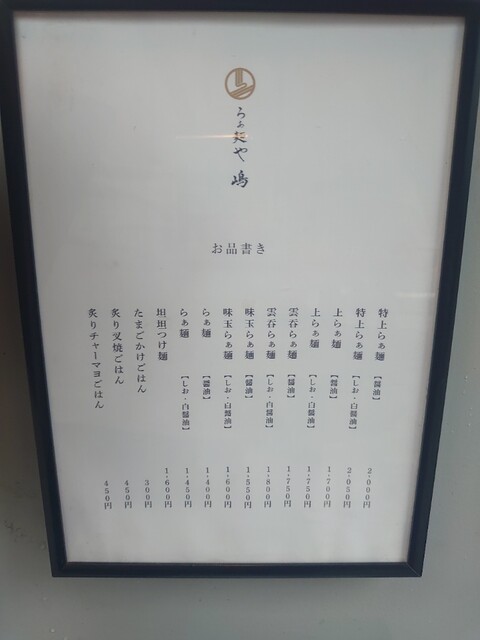 らぁ麺や 嶋
お品書き
特上らぁ麺 【醤油】 2,000円
特上らぁ麺 【しお・白醤油】 2,050円
上らぁ麺 【醤油】 1,700円
上らぁ麺 【しお・白醤油】 1,750円
雲呑らぁ麺 【醤油】 1,750円
雲呑らぁ麺 【しお・白醤油】 1,800円
味玉らぁ麺 【醤油】 1,550円
味玉らぁ麺 【しお・白醤油】 1,600円
らぁ麺 【醤油】 1,400円
らぁ麺 【しお・白醤油】 1,450円
坦坦つけ麺 1,600円
たまごかけごはん 300円
炙り叉焼ごはん 450円
炙りチャーマヨごはん 450円